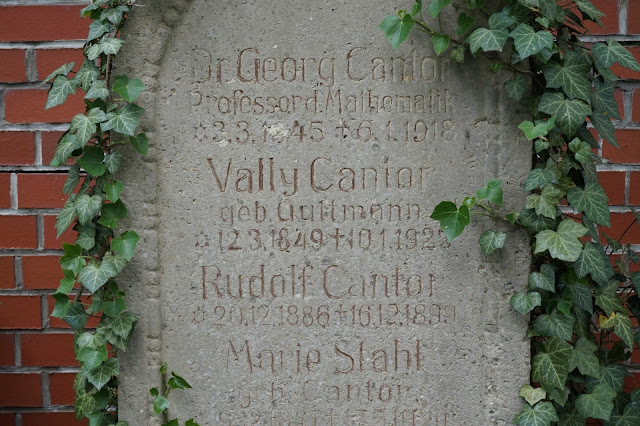 Dr. Georg Cantor
Professor d. Mathematik
☆ 3.3.1845 ✝ 6.1.1918
Vally Cantor
geb. Guttmann
☆ 12.3.1849 ✝ 10.1.1923
Rudolf Cantor
☆ 20.12.1886 ✝ 16.12.1899
Marie Stahl
geb. Cantor